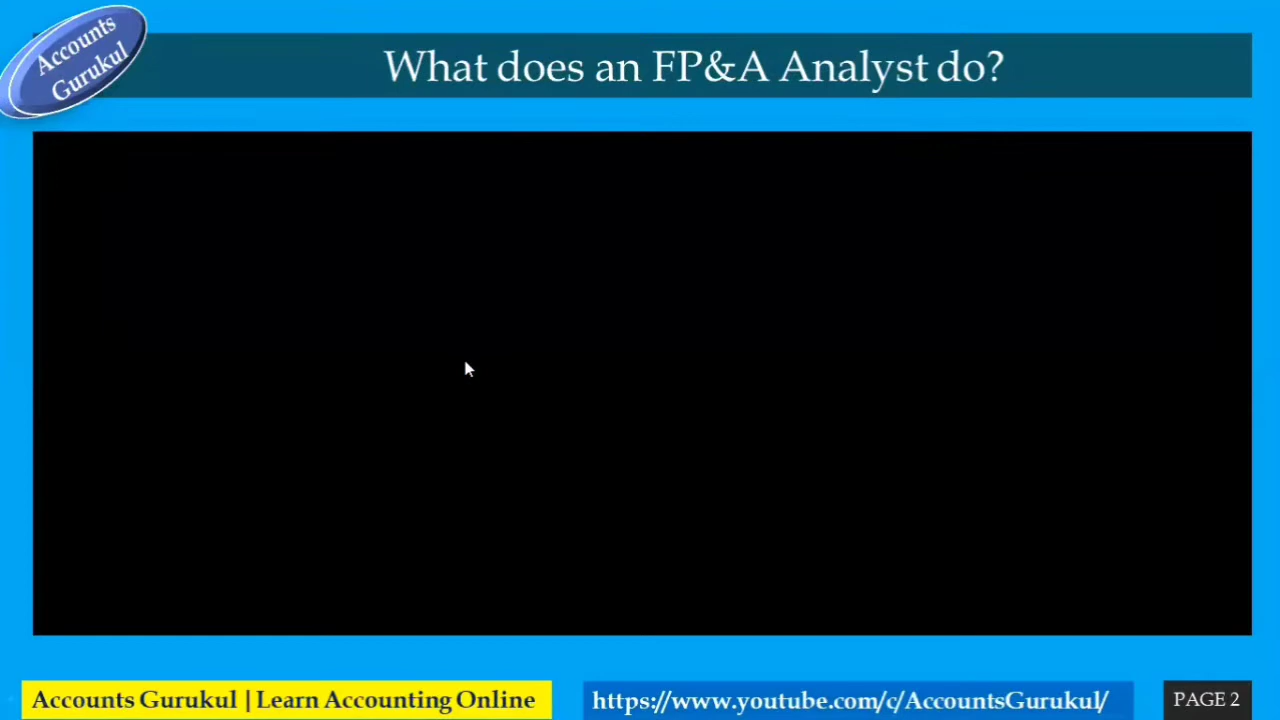 Accounts
Gurukul
What does an FP&A Analyst do?
Accounts Gurukul | Learn Accounting Online
https://www.youtube.com/c/AccountsGurukul/
PAGE 2